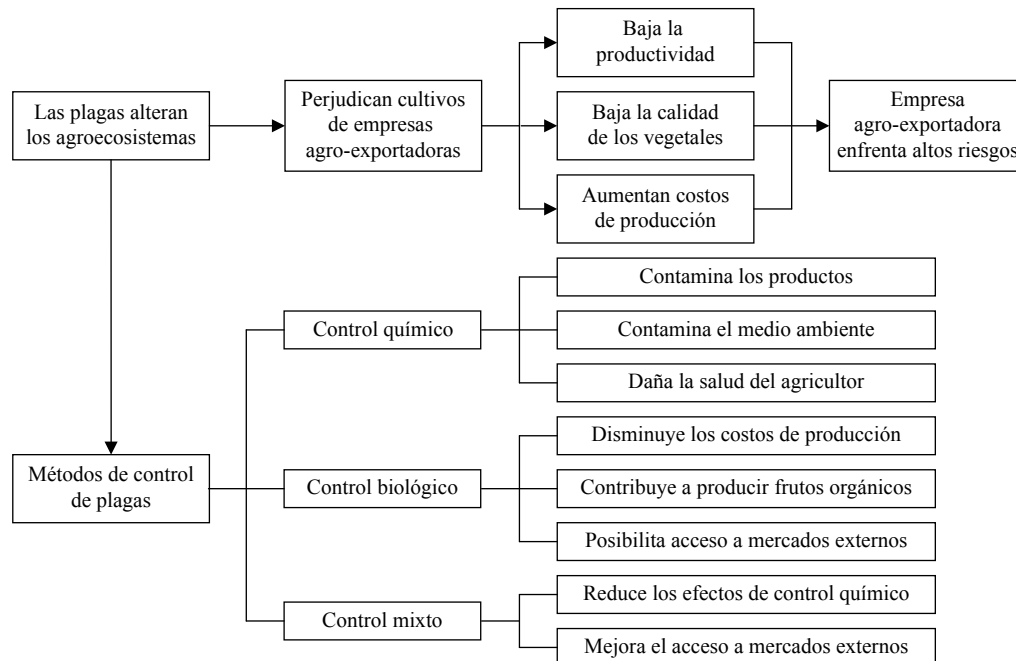 Las plagas alteran
los agroecosistemas
Perjudican cultivos
de empresas
agro-exportadoras
Baja la
productividad
Baja la calidad
de los vegetales
Aumentan costos
de producción
Empresa
agro-exportadora
enfrenta altos riesgos
Métodos de control
de plagas
Control químico
Contamina los productos
Contamina el medio ambiente
Daña la salud del agricultor
Control biológico
Disminuye los costos de producción
Contribuye a producir frutos orgánicos
Posibilita acceso a mercados externos
Control mixto
Reduce los efectos de control químico
Mejora el acceso a mercados externos